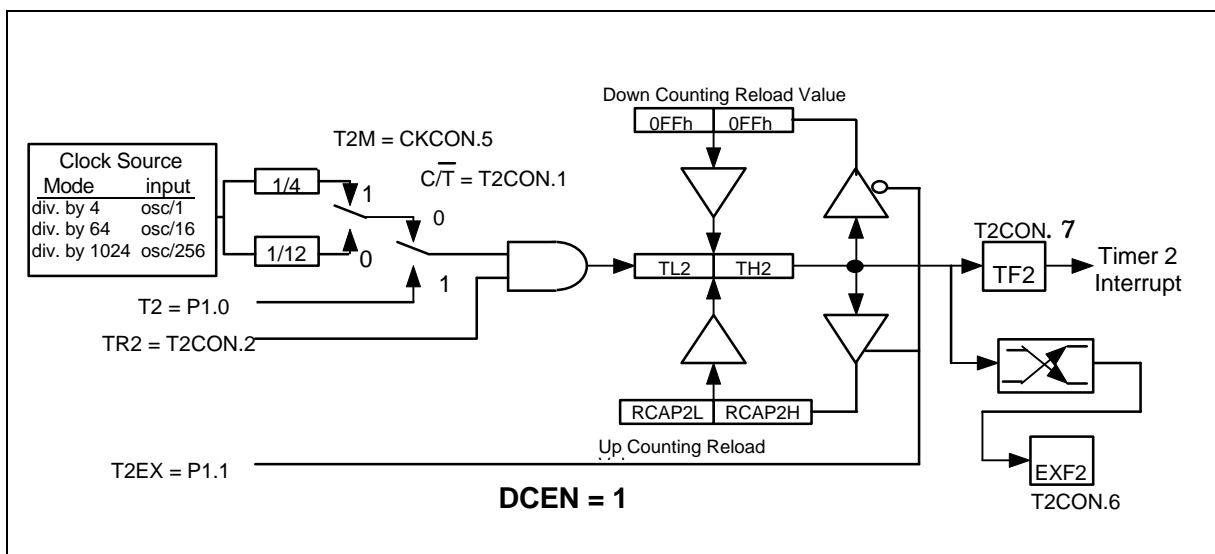 Down Counting Reload Value
0FFh 0FFh
T2M = CKCON.5
C/T̅ = T2CON.1
Clock Source
Mode input
div. by 4 osc/1
div. by 64 osc/16
div. by 1024 osc/256
1/4
1
0
1/12
0
1
T2 = P1.0
TR2 = T2CON.2
TL2 TH2
T2CON. 7
TF2
Timer 2
Interrupt
RCAP2L RCAP2H
Up Counting Reload
T2EX = P1.1
EXF2
T2CON.6
DCEN = 1